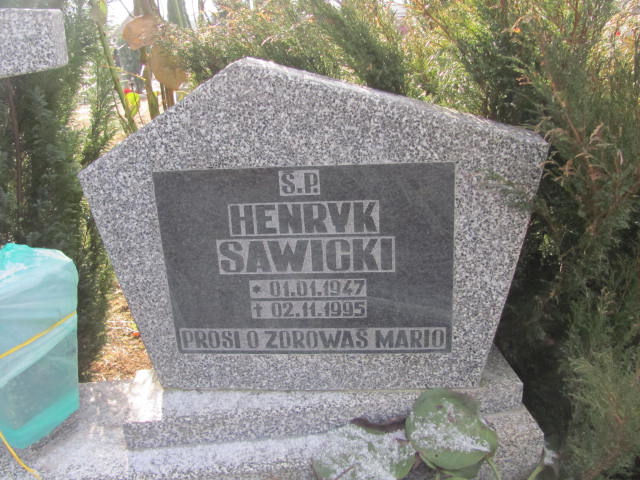 Ś.P.
HENRYK
SAWICKI
* 01.01.1947
† 02.11.1995
PROSI O ZDROWAŚ MARIO